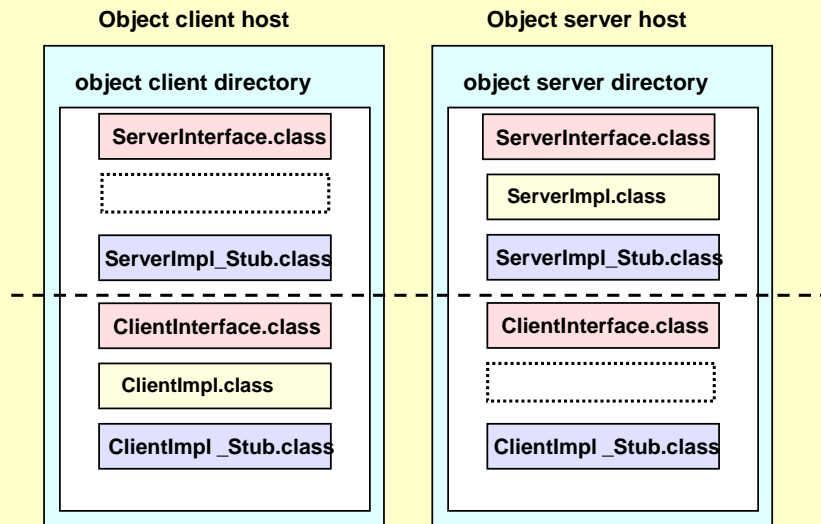 Object client host
Object server host
object client directory
object server directory
ServerInterface.class
ServerInterface.class
ServerImpl.class
ServerImpl_Stub.class
ServerImpl_Stub.class
ClientInterface.class
ClientInterface.class
ClientImpl.class
ClientImpl _Stub.class
ClientImpl _Stub.class